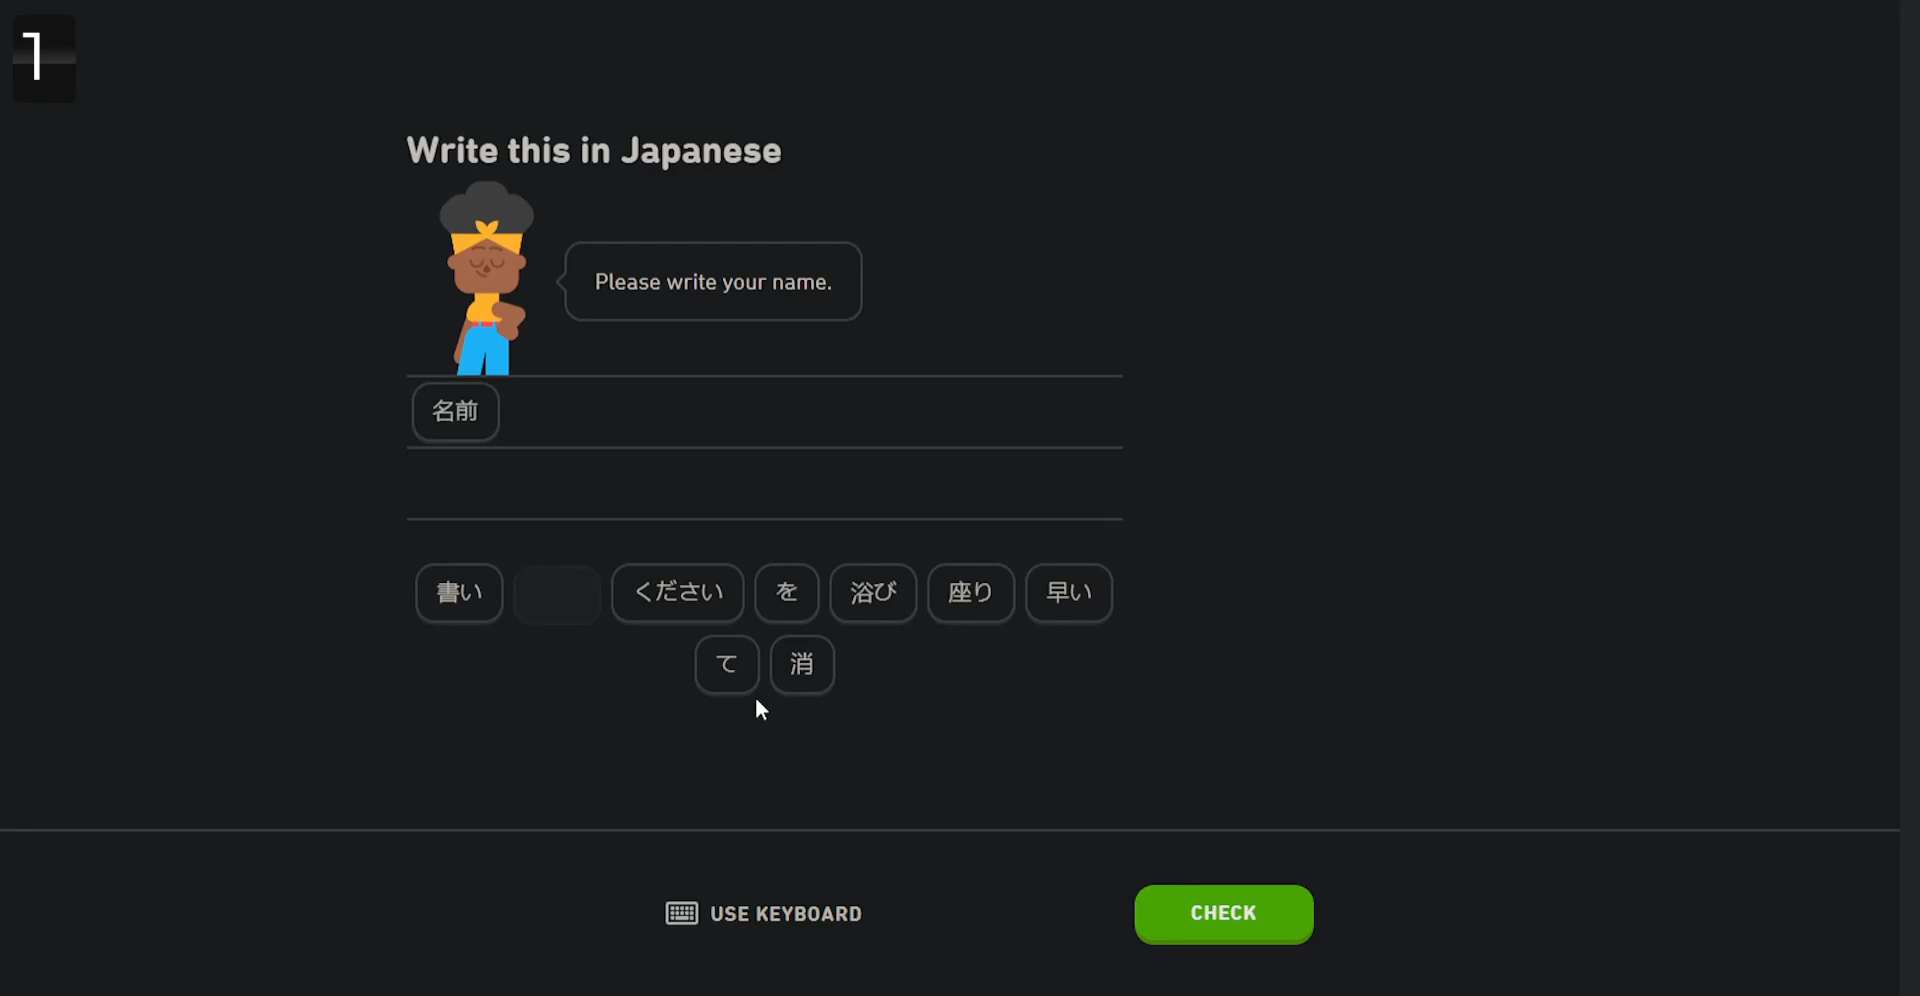 1
Write this in Japanese
Please write your name.
名前
書い ください を 浴び 座り 早い
て 消
USE KEYBOARD CHECK